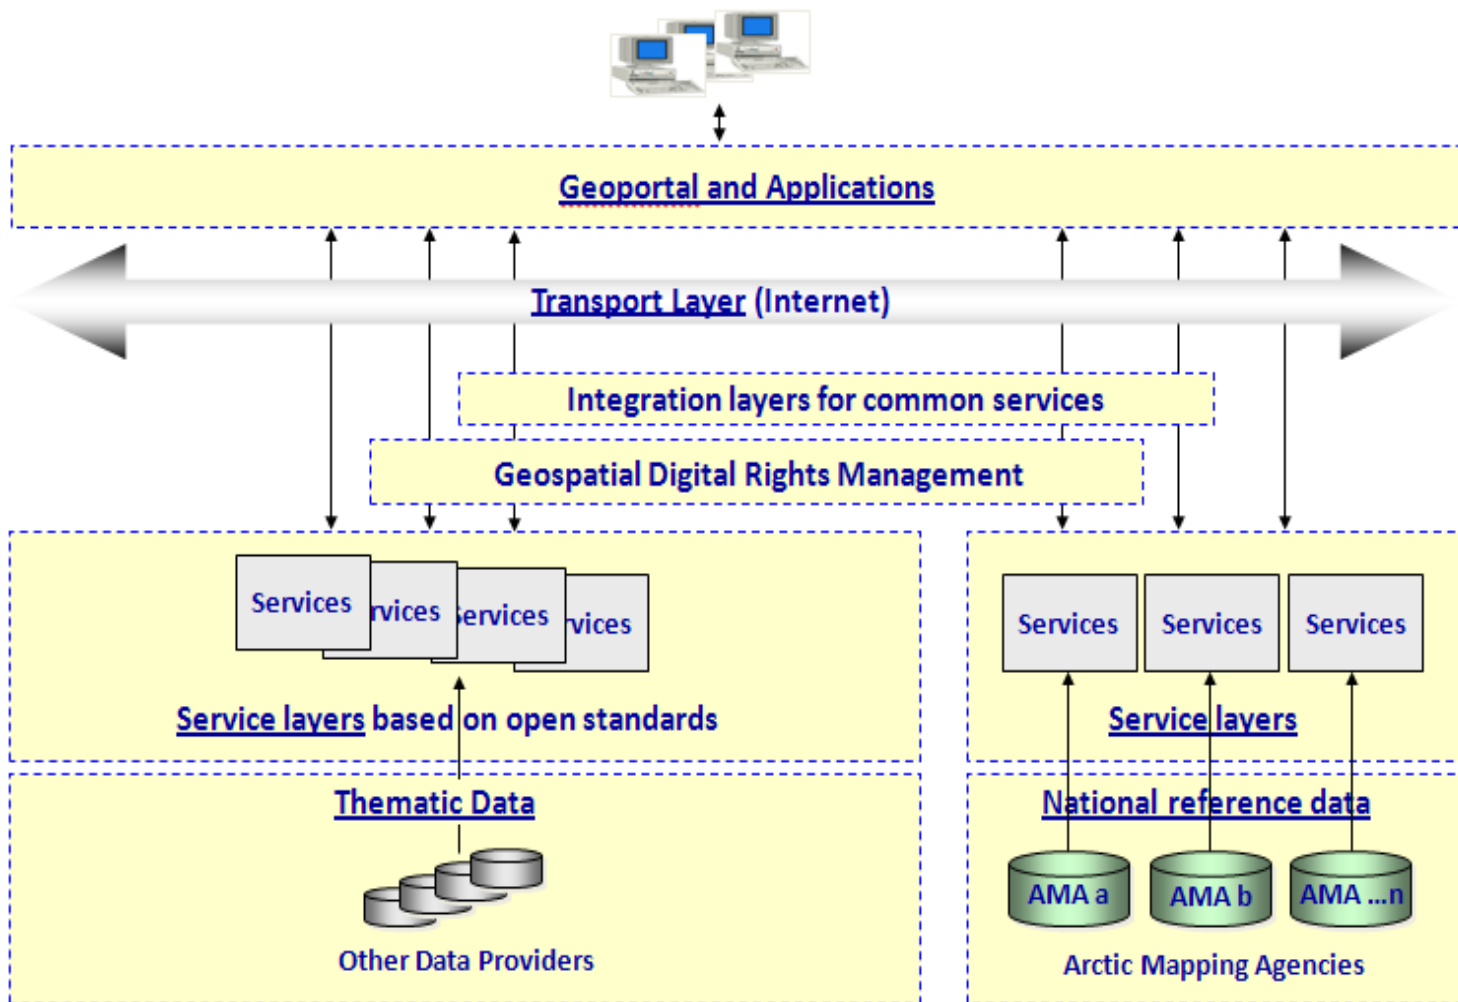 Geoportal and Applications
Transport Layer (Internet)
Integration layers for common services
Geospatial Digital Rights Management
Services
rvices
Services
rvices
Service layers based on open standards
Services
Services
Services
Service layers
Thematic Data
Other Data Providers
National reference data
AMA a
AMA b
AMA ...n
Arctic Mapping Agencies